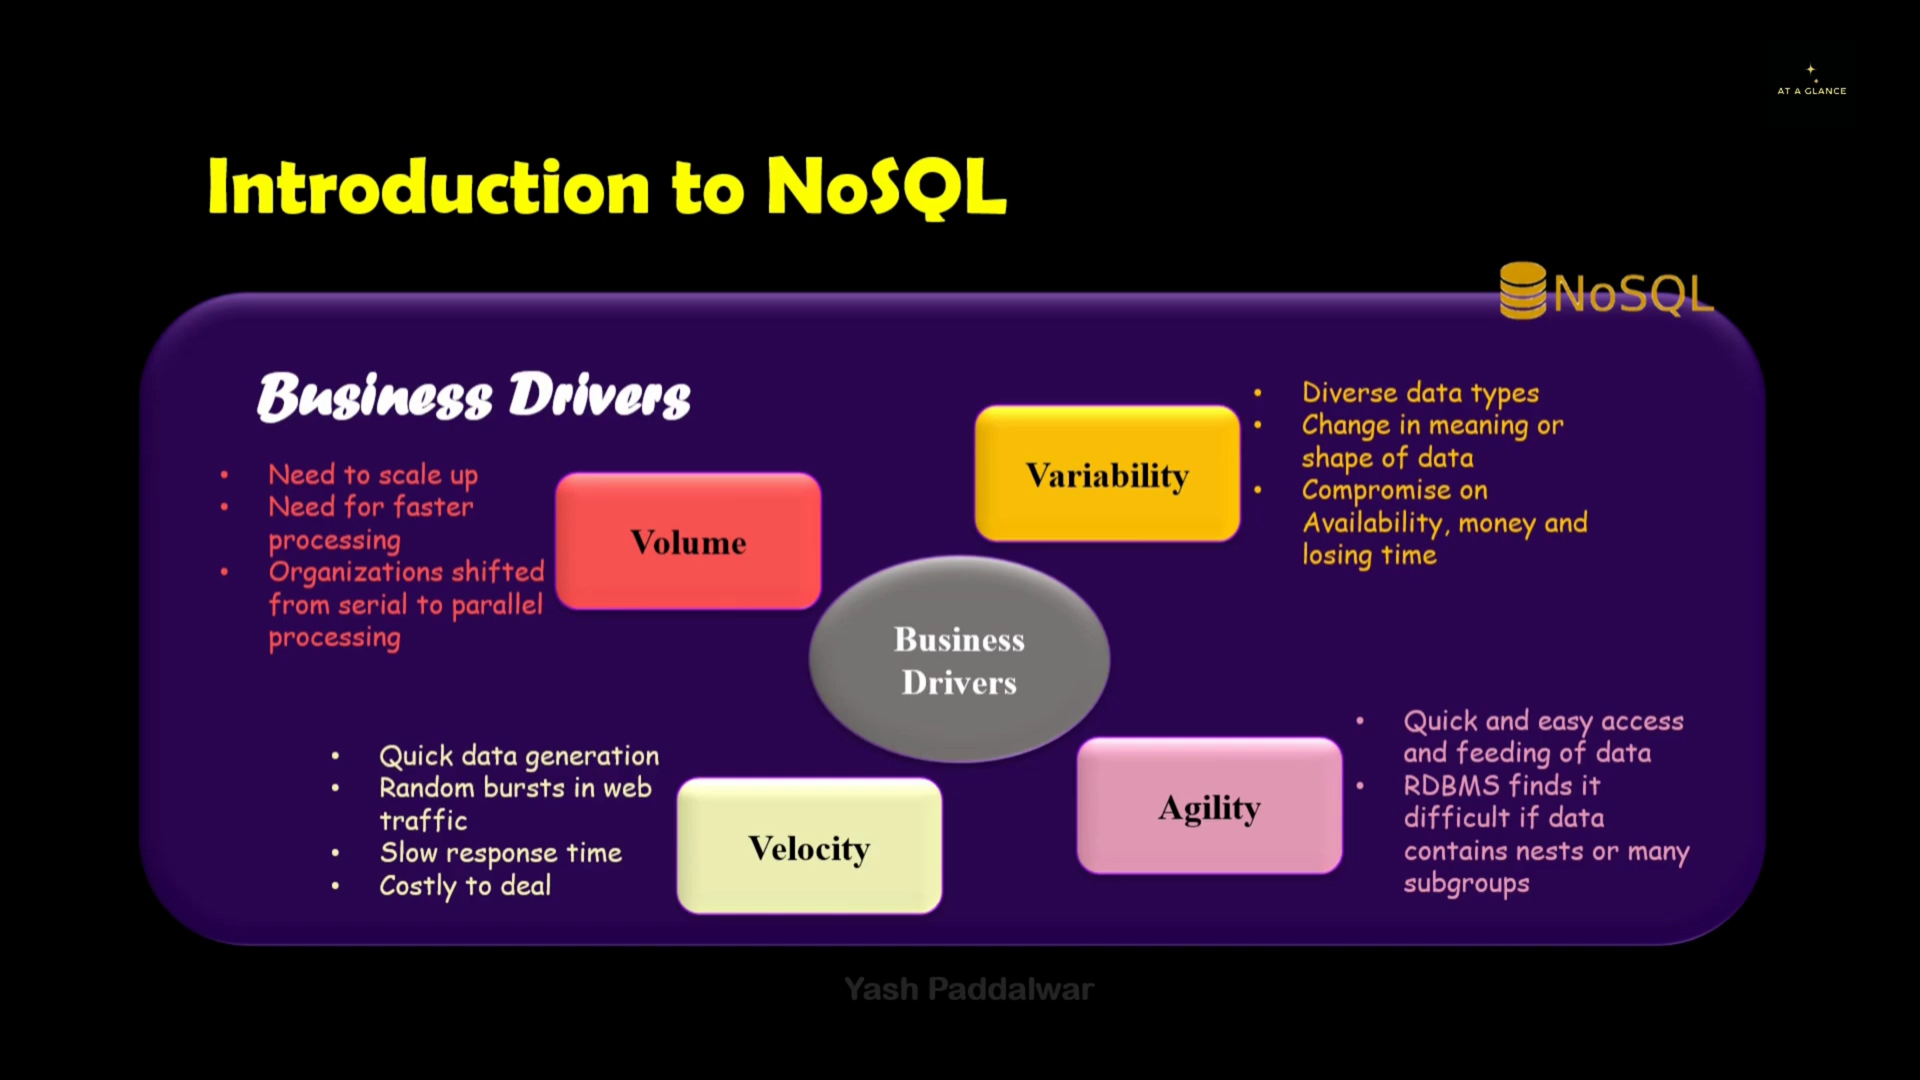 AT A GLANCE
Introduction to NoSQL
NoSQL
Business Drivers
• Need to scale up
• Need for faster
processing
• Organizations shifted
from serial to parallel
processing
Volume
Variability
• Diverse data types
• Change in meaning or
shape of data
• Compromise on
Availability, money and
losing time
Business
Drivers
• Quick data generation
• Random bursts in web
traffic
• Slow response time
• Costly to deal
Velocity
Agility
• Quick and easy access
and feeding of data
• RDBMS finds it
difficult if data
contains nests or many
subgroups
Yash Paddalwar